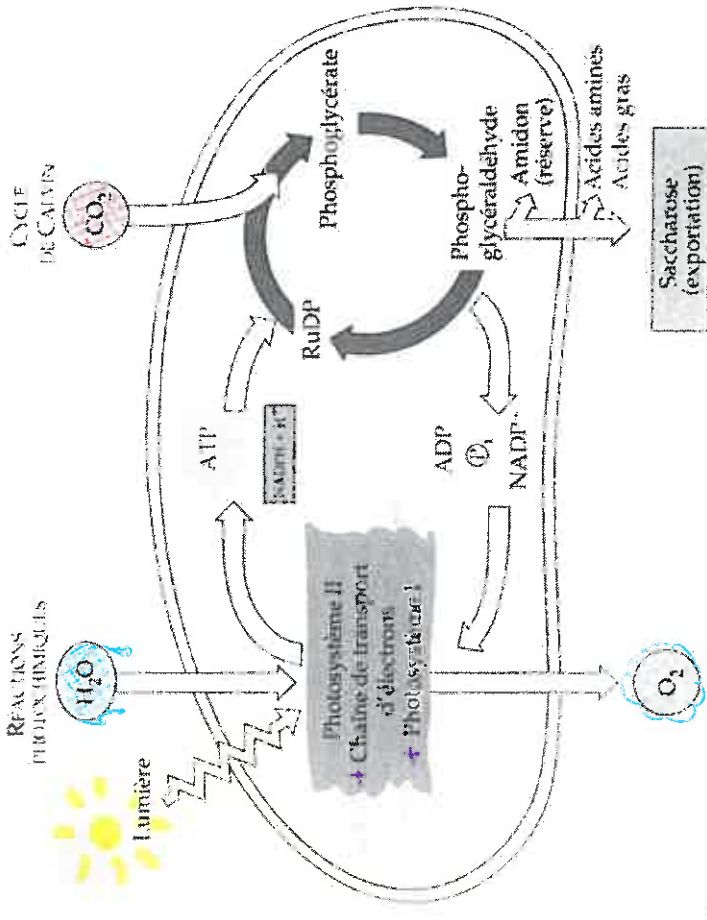 RÉACTIONS
PHOTOCHIMIQUES
H₂O
Lumière
Photosystème II
+ Chaîne de transport
d'électrons
+ Photosystème I
O₂
ATP
NADPH + H⁺
ADP
Pᵢ
NADP⁺
CYCLE
DE CALVIN
CO₂
RuDP
Phosphoglycérate
Phospho-
glycéraldéhyde
Amidon
(réserve)
Acides aminés
Acides gras
Saccharose
(exportation)